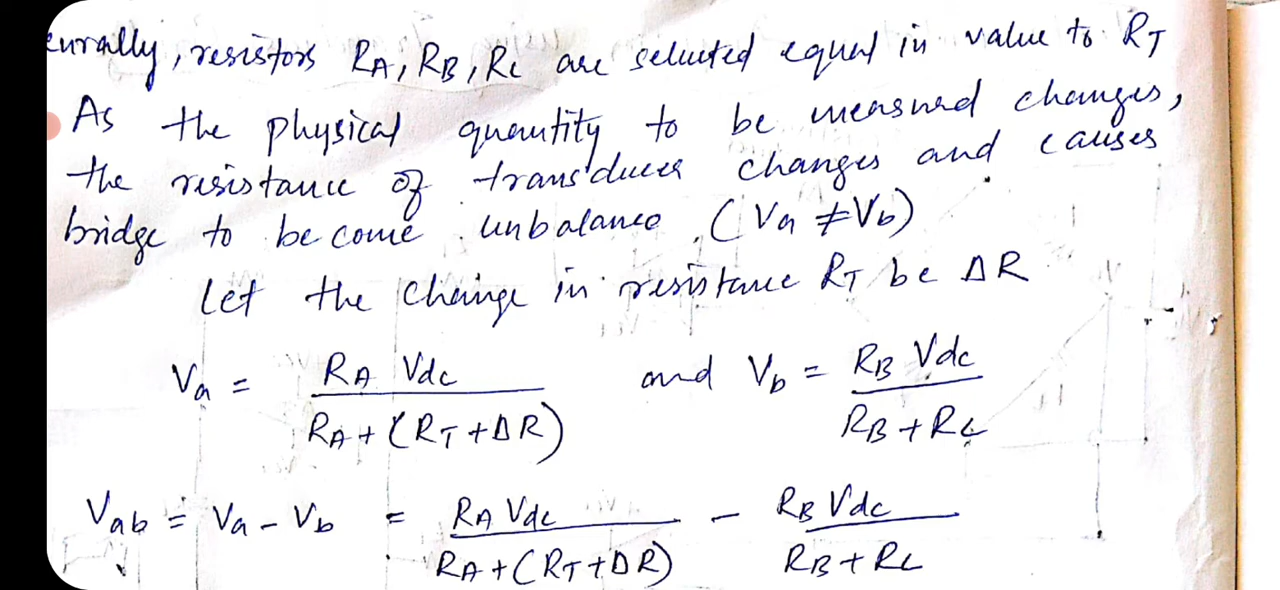 eurally, resistors RA, RB, RC are selected equal in value to RT
As the physical quantity to be measured changes,
the resistance of transducer changes and causes
bridge to become unbalance (Va ≠ Vb)
Let the change in resistance RT be ΔR
Va = RA Vdc / RA + (RT + ΔR) and Vb = RB Vdc / RB + RC
Vab = Va - Vb = RA Vdc / RA + (RT + ΔR) - RB Vdc / RB + RC